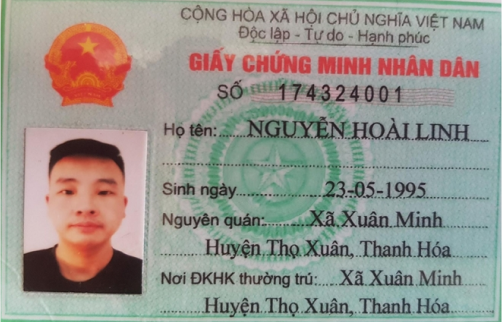 CỘNG HÒA XÃ HỘI CHỦ NGHĨA VIỆT NAM
Độc lập - Tự do - Hạnh phúc
GIẤY CHỨNG MINH NHÂN DÂN
SỐ 174324001
Họ tên: NGUYỄN HOÀI LINH
Sinh ngày 23-05-1995
Nguyên quán: Xã Xuân Minh
Huyện Thọ Xuân, Thanh Hóa
Nơi ĐKHK thường trú: Xã Xuân Minh
Huyện Thọ Xuân, Thanh Hóa